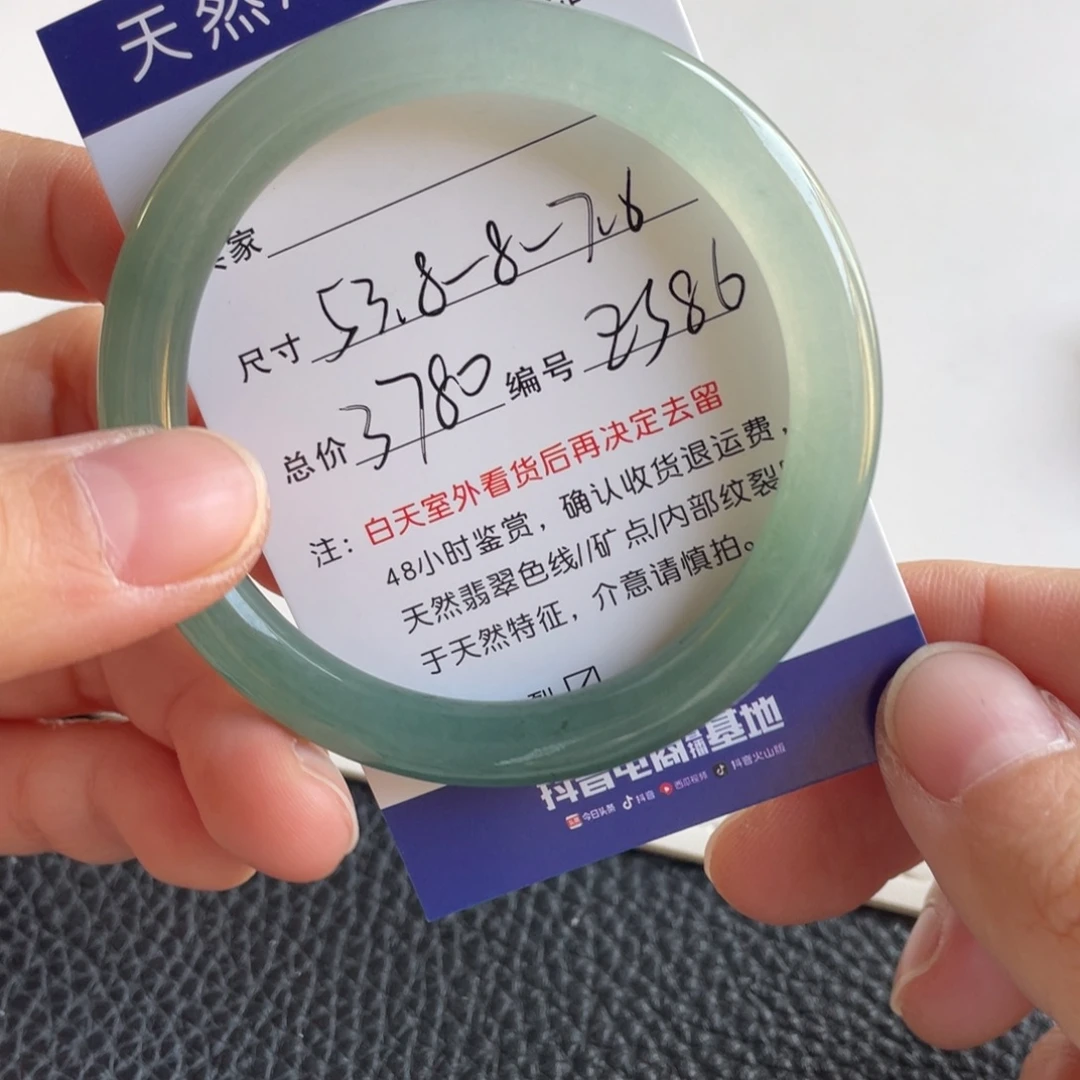 天然
家
尺寸 53.8-8-7.6
总价 3780 编号 Z586
注：白天室外看货后再决定去留
48小时鉴赏，确认收货退运费，
天然翡翠色线//矿点/内部纹裂
于天然特征，介意请慎拍。
裂 ☑
抖音电商直播基地
今日头条 抖音 西瓜视频 抖音火山版